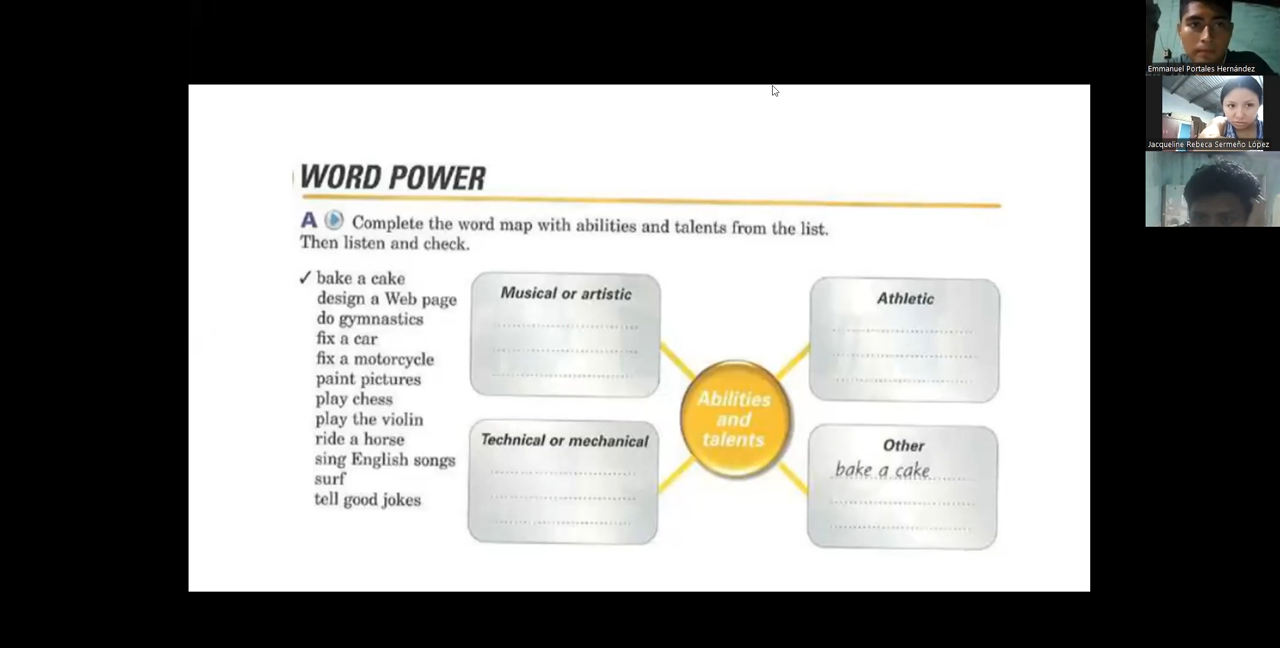 WORD POWER
A Complete the word map with abilities and talents from the list.
Then listen and check.
✓ bake a cake
design a Web page
do gymnastics
fix a car
fix a motorcycle
paint pictures
play chess
play the violin
ride a horse
sing English songs
surf
tell good jokes
Musical or artistic
Technical or mechanical
Abilities
and
talents
Athletic
Other
bake a cake
Emmanuel Portales Hernández
Jacqueline Rebeca Sermeño López